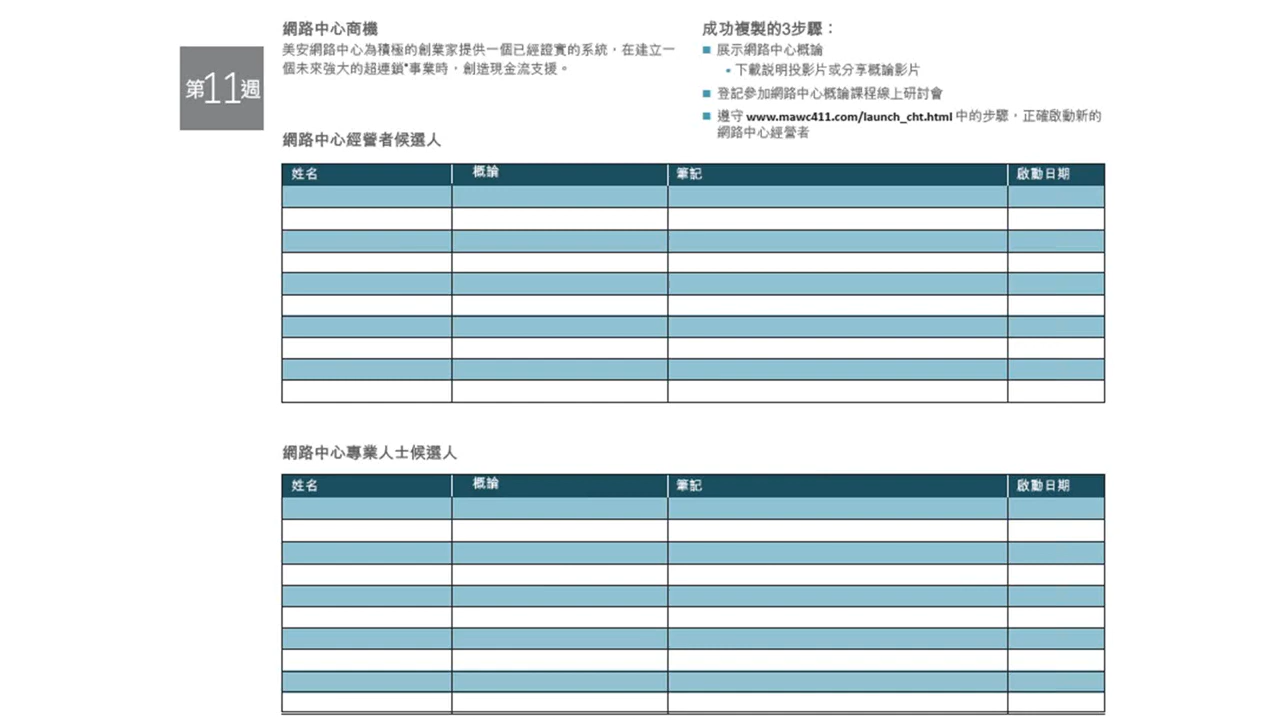 第11週
網路中心商機
美安網路中心為積極的創業家提供一個已經證實的系統，在建立一
個未來強大的超連鎖®事業時，創造現金流支援。
成功複製的3步驟：
■ 展示網路中心概論
• 下載說明投影片或分享概論影片
■ 登記參加網路中心概論課程線上研討會
■ 遵守 www.mawc411.com/launch_cht.html 中的步驟，正確啟動新的
網路中心經營者
網路中心經營者候選人
姓名 概論 筆記 啟動日期
網路中心專業人士候選人
姓名 概論 筆記 啟動日期